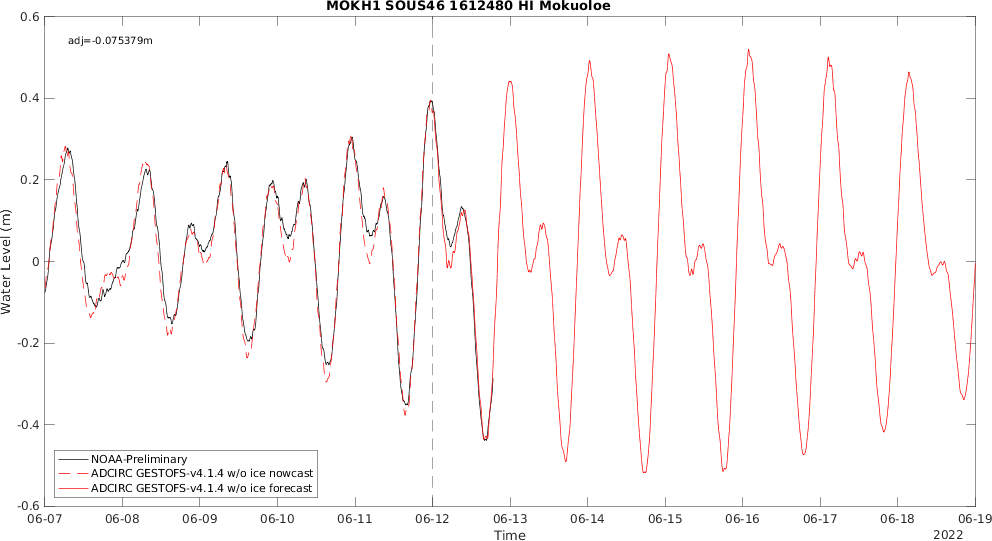 MOKH1 SOUS46 1612480 HI Mokuoloe
adj=-0.075379m
0.6
0.4
0.2
0
-0.2
-0.4
-0.6
Water Level (m)
NOAA-Preliminary
ADCIRC GESTOFS-v4.1.4 w/o ice nowcast
ADCIRC GESTOFS-v4.1.4 w/o ice forecast
06-07 06-08 06-09 06-10 06-11 06-12 06-13 06-14 06-15 06-16 06-17 06-18 06-19
Time
2022